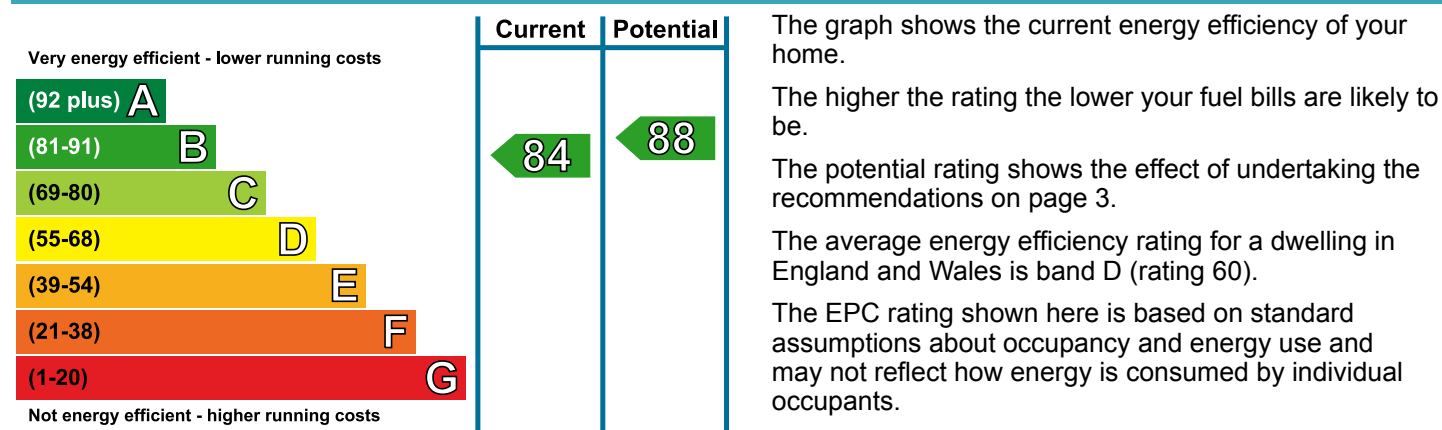 Current Potential
Very energy efficient - lower running costs
(92 plus) A
(81-91) B
(69-80) C
(55-68) D
(39-54) E
(21-38) F
(1-20) G
Not energy efficient - higher running costs
84
88
The graph shows the current energy efficiency of your
home.
The higher the rating the lower your fuel bills are likely to
be.
The potential rating shows the effect of undertaking the
recommendations on page 3.
The average energy efficiency rating for a dwelling in
England and Wales is band D (rating 60).
The EPC rating shown here is based on standard
assumptions about occupancy and energy use and
may not reflect how energy is consumed by individual
occupants.